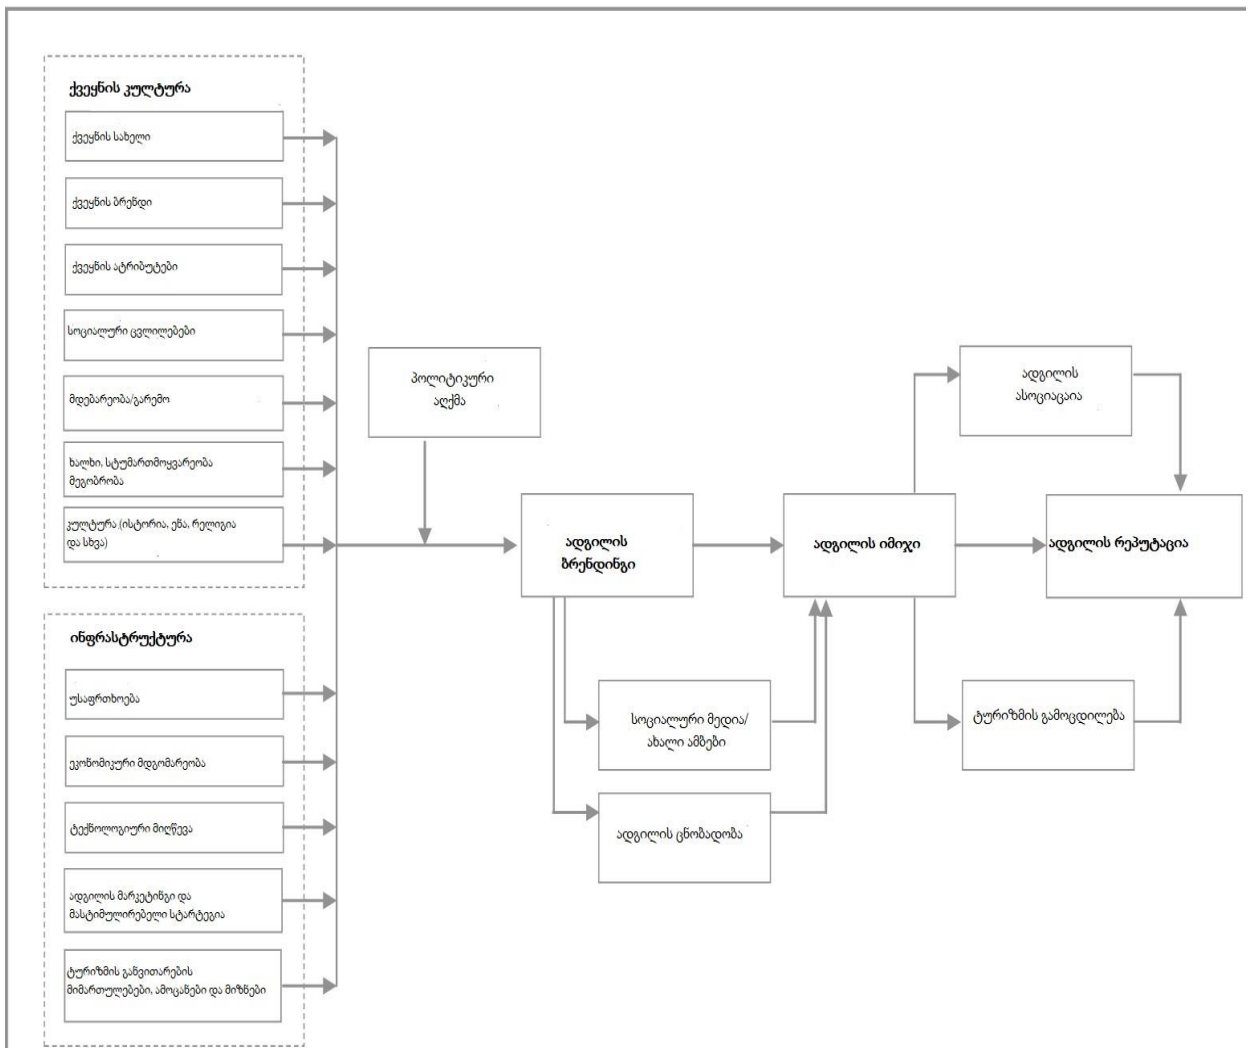 ქვეყნის კულტურა
ქვეყნის სახელი
ქვეყნის ბრენდი
ქვეყნის ატრიბუტები
სოციალური ცვლილებები
მდებარეობა/გარემო
ხალხი, სტუმართმოყვარეობა
მეგობრობა
კულტურა (ისტორია, ენა, რელიგია
და სხვა)
ინფრასტრუქტურა
უსაფრთხოება
ეკონომიკური მდგომარეობა
ტექნოლოგიური მიღწევა
ადგილის მარკეტინგი და
მასტიმულირებელი სტარტეგია
ტურიზმის განვითარების
მიმართულებები, ამოცანები და მიზნები
პოლიტიკური
აღქმა
ადგილის
ბრენდინგი
სოციალური მედია/
ახალი ამბები
ადგილის ცნობადობა
ადგილის იმიჯი
ადგილის
ასოციაცაია
ტურიზმის გამოცდილება
ადგილის რეპუტაცია